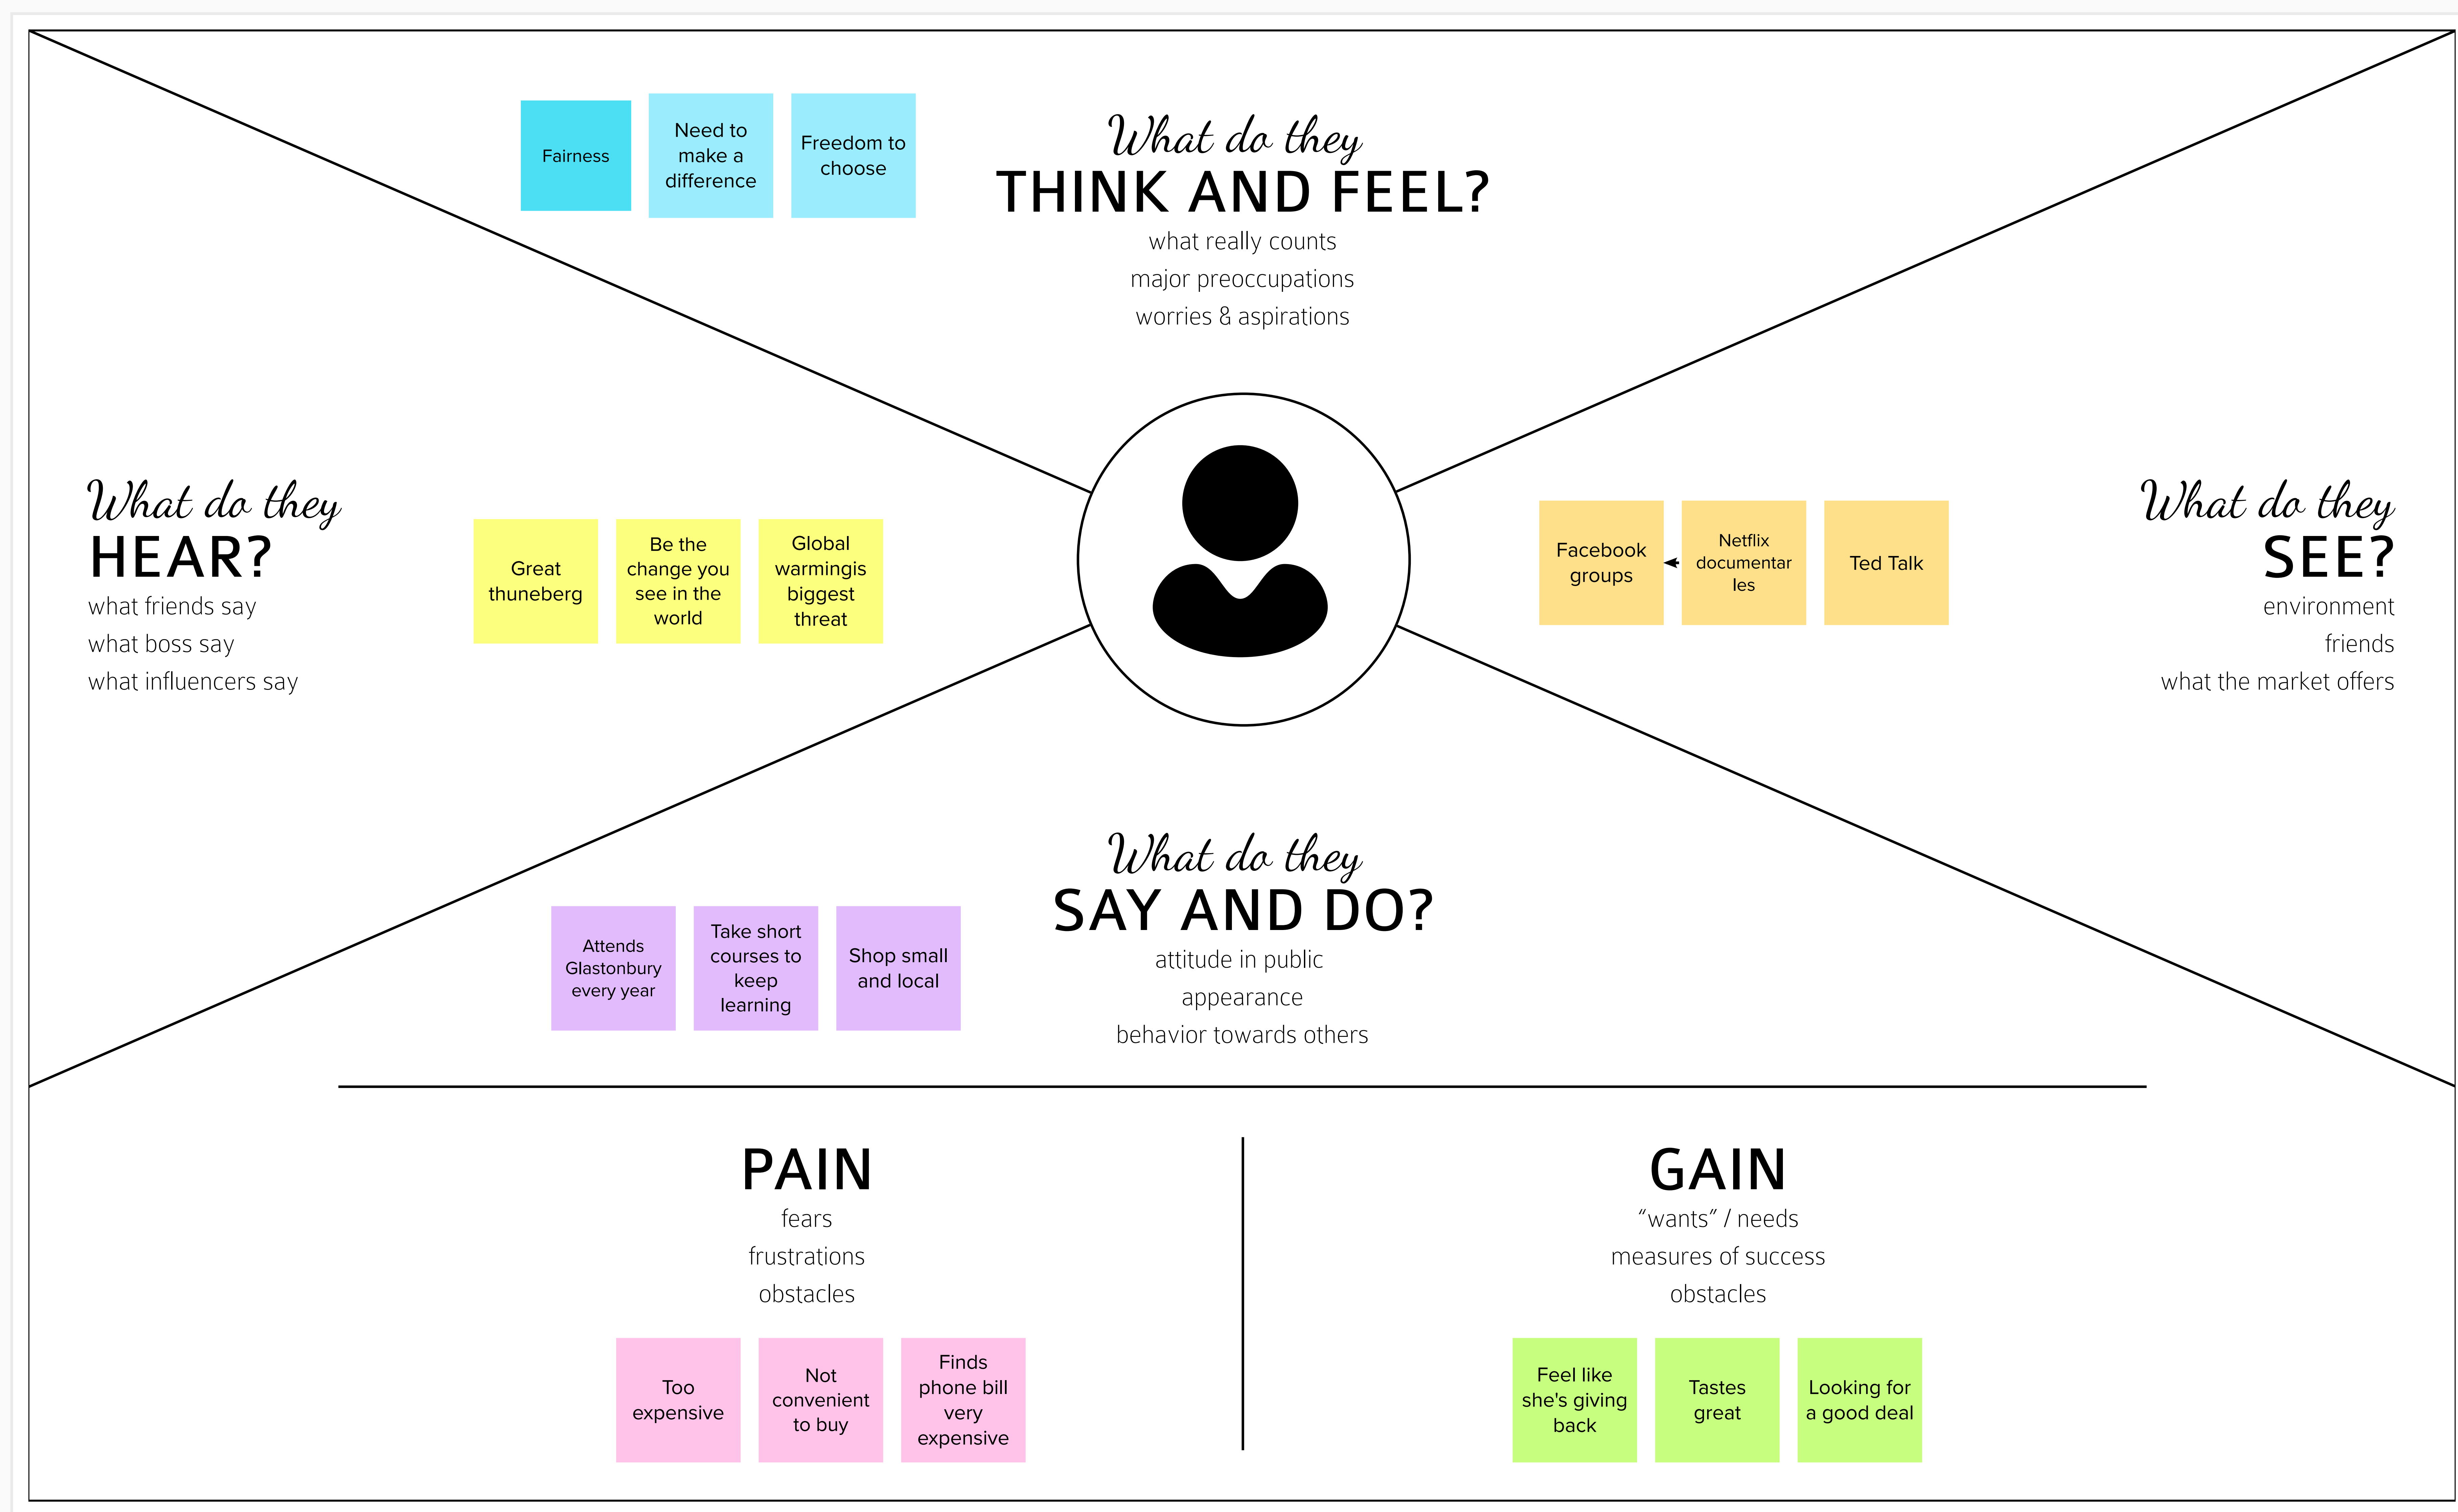 Fairness
Need to
make a
difference
Freedom to
choose
What do they
THINK AND FEEL?
what really counts
major preoccupations
worries & aspirations
What do they
HEAR?
what friends say
what boss say
what influencers say
Great
thuneberg
Be the
change you
see in the
world
Global
warmingis
biggest
threat
Facebook
groups
Netflix
documentar
Ies
Ted Talk
What do they
SEE?
environment
friends
what the market offers
What do they
SAY AND DO?
attitude in public
appearance
behavior towards others
Attends
Glastonbury
every year
Take short
courses to
keep
learning
Shop small
and local
PAIN
fears
frustrations
obstacles
Too
expensive
Not
convenient
to buy
Finds
phone bill
very
expensive
GAIN
“wants” / needs
measures of success
obstacles
Feel like
she's giving
back
Tastes
great
Looking for
a good deal